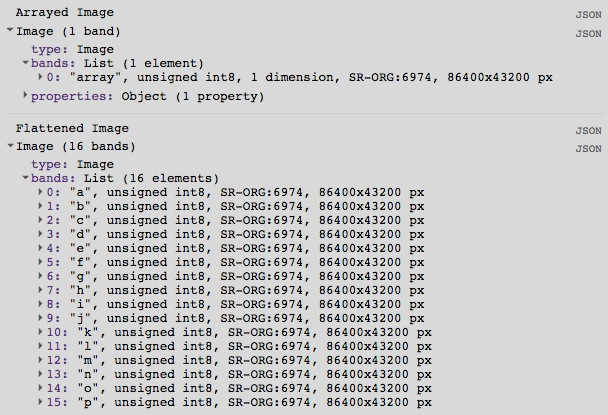 Arrayed Image JSON
Image (1 band) JSON
type: Image
bands: List (1 element)
0: "array", unsigned int8, 1 dimension, SR-ORG:6974, 86400x43200 px
properties: Object (1 property)
Flattened Image JSON
Image (16 bands) JSON
type: Image
bands: List (16 elements)
0: "a", unsigned int8, SR-ORG:6974, 86400x43200 px
1: "b", unsigned int8, SR-ORG:6974, 86400x43200 px
2: "c", unsigned int8, SR-ORG:6974, 86400x43200 px
3: "d", unsigned int8, SR-ORG:6974, 86400x43200 px
4: "e", unsigned int8, SR-ORG:6974, 86400x43200 px
5: "f", unsigned int8, SR-ORG:6974, 86400x43200 px
6: "g", unsigned int8, SR-ORG:6974, 86400x43200 px
7: "h", unsigned int8, SR-ORG:6974, 86400x43200 px
8: "i", unsigned int8, SR-ORG:6974, 86400x43200 px
9: "j", unsigned int8, SR-ORG:6974, 86400x43200 px
10: "k", unsigned int8, SR-ORG:6974, 86400x43200 px
11: "l", unsigned int8, SR-ORG:6974, 86400x43200 px
12: "m", unsigned int8, SR-ORG:6974, 86400x43200 px
13: "n", unsigned int8, SR-ORG:6974, 86400x43200 px
14: "o", unsigned int8, SR-ORG:6974, 86400x43200 px
15: "p", unsigned int8, SR-ORG:6974, 86400x43200 px